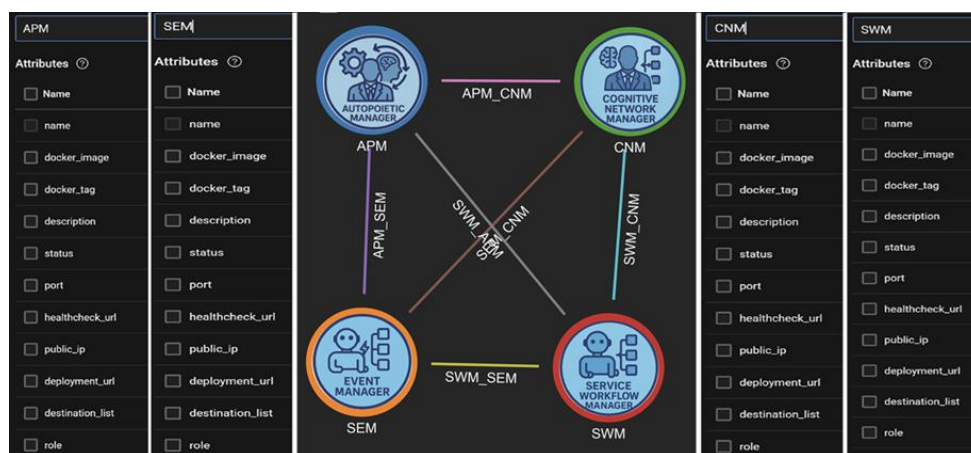 APM
Attributes ?
Name
name
docker_image
docker_tag
description
status
port
healthcheck_url
public_ip
deployment_url
destination_list
role
SEM
Attributes ?
Name
name
docker_image
docker_tag
description
status
port
healthcheck_url
public_ip
deployment_url
destination_list
role
AUTOPOIETIC
MANAGER
APM
APM_CNM
COGNITIVE
NETWORK
MANAGER
CNM
APM_SEM
SWM_APM
SEM_CNM
SWM_CNM
EVENT
MANAGER
SEM
SWM_SEM
SERVICE
WORKFLOW
MANAGER
SWM
CNM
Attributes ?
Name
name
docker_image
docker_tag
description
status
port
healthcheck_url
public_ip
deployment_url
destination_list
role
SWM
Attributes ?
Name
name
docker_image
docker_tag
description
status
port
healthcheck_url
public_ip
deployment_url
destination_list
role